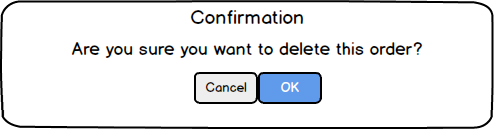 Confirmation
Are you sure you want to delete this order?
Cancel OK